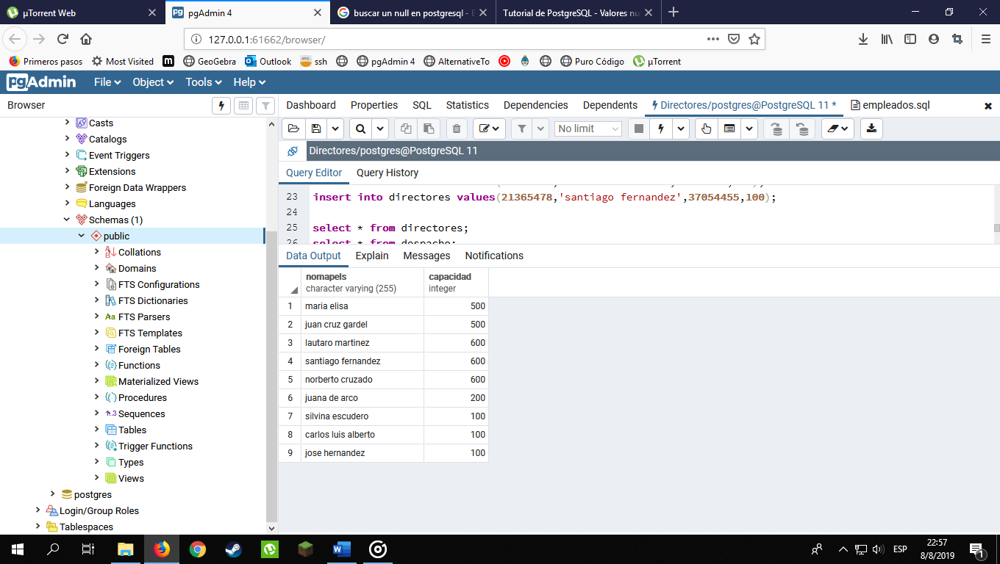 µTorrent Web
pgAdmin 4
buscar un null en postgresql - B
Tutorial de PostgreSQL - Valores nu
127.0.0.1:61662/browser/
Primeros pasos
Most Visited
m
GeoGebra
Outlook
ssh
pgAdmin 4
AlternativeTo
Puro Código
µTorrent
pgAdmin
File
Object
Tools
Help
Browser
Dashboard
Properties
SQL
Statistics
Dependencies
Dependents
Directores/postgres@PostgreSQL 11 *
empleados.sql
No limit
Directores/postgres@PostgreSQL 11
Query Editor
Query History
23 insert into directores values(21365478,'santiago fernandez',37054455,100);
24
25 select * from directores;
26 select * from despacho;
Data Output
Explain
Messages
Notifications
nomapels
character varying (255)
capacidad
integer
1 maria elisa 500
2 juan cruz gardel 500
3 lautaro martinez 600
4 santiago fernandez 600
5 norberto cruzado 600
6 juana de arco 200
7 silvina escudero 100
8 carlos luis alberto 100
9 jose hernandez 100
Casts
Catalogs
Event Triggers
Extensions
Foreign Data Wrappers
Languages
Schemas (1)
public
Collations
Domains
FTS Configurations
FTS Dictionaries
Aa FTS Parsers
FTS Templates
Foreign Tables
Functions
Materialized Views
Procedures
1..3 Sequences
Tables
Trigger Functions
Types
Views
postgres
Login/Group Roles
Tablespaces
ESP
22:57
8/8/2019
1